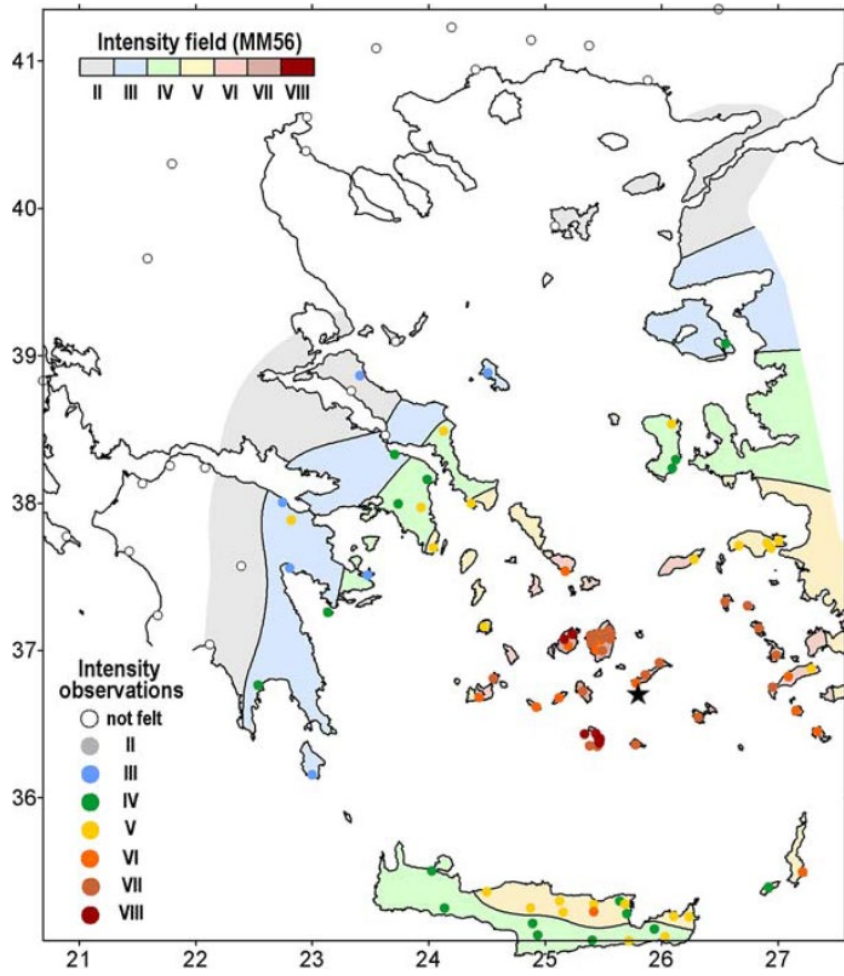 Intensity field (MM56)
II III IV V VI VII VIII
41
40
39
38
37
36
Intensity
observations
not felt
II
III
IV
V
VI
VII
VIII
21 22 23 24 25 26 27